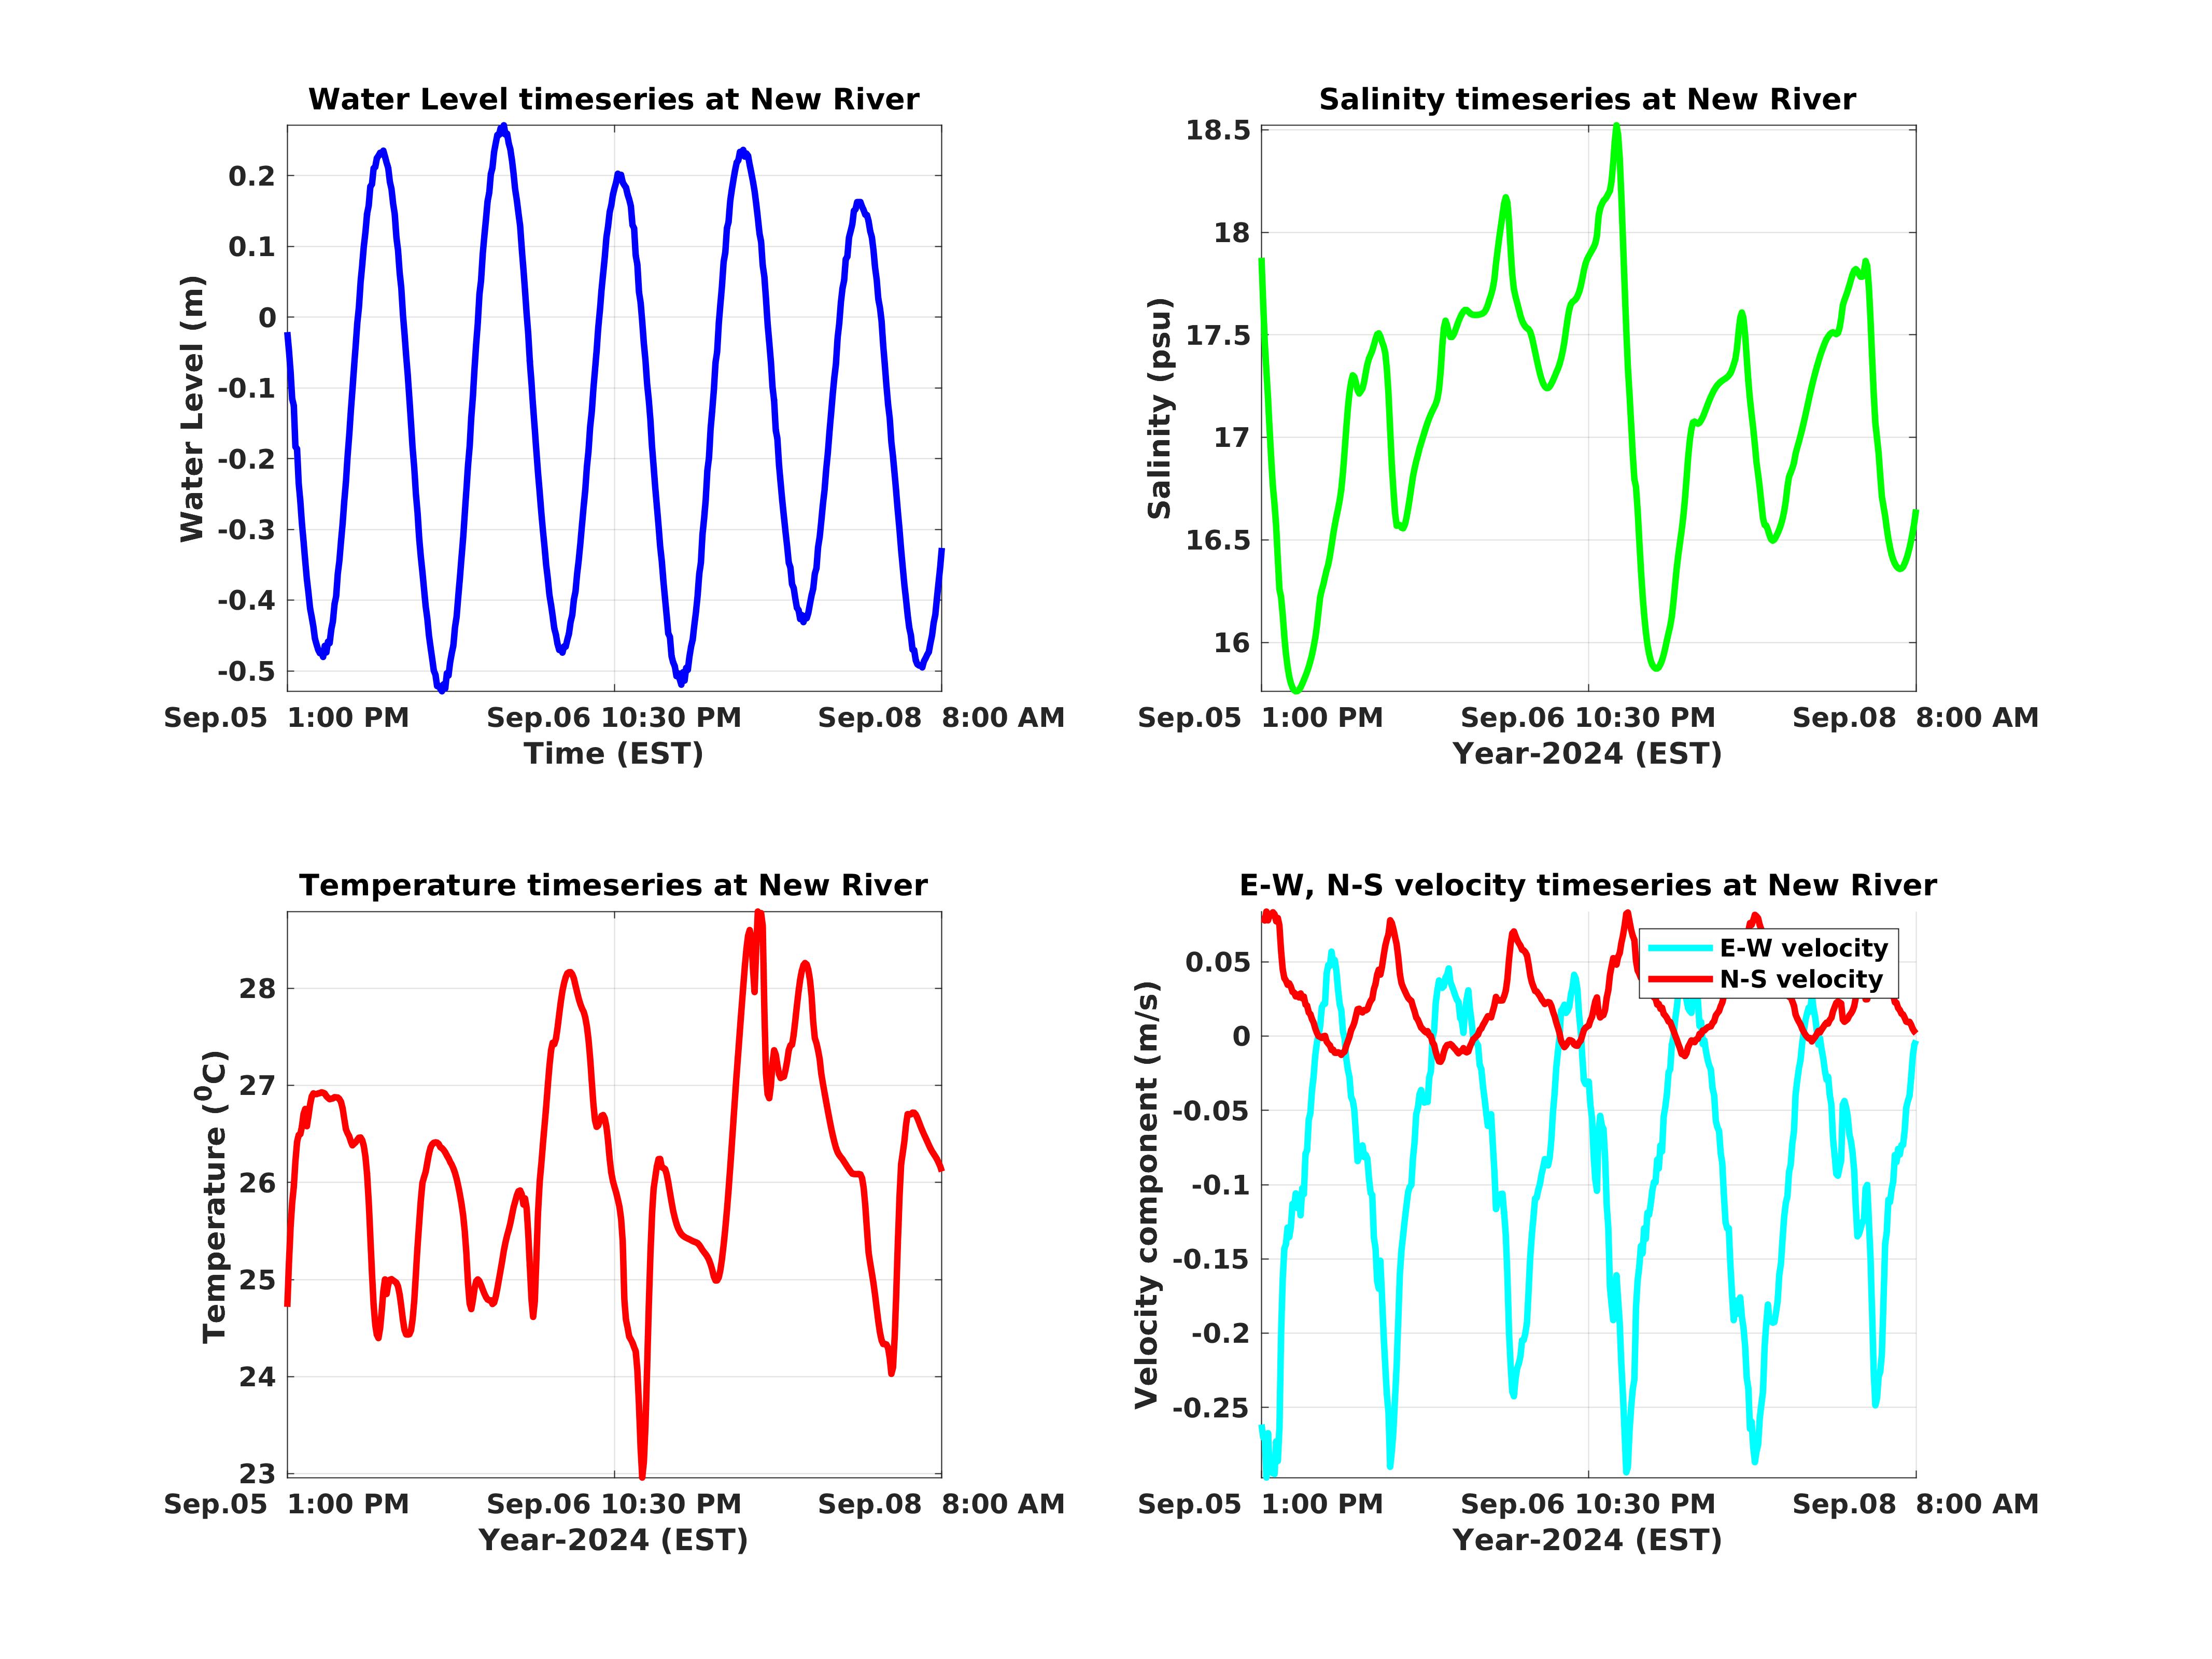 Water Level timeseries at New River
0.2
0.1
0
-0.1
-0.2
-0.3
-0.4
-0.5
Water Level (m)
Sep.05 1:00 PM
Sep.06 10:30 PM
Sep.08 8:00 AM
Time (EST)
Salinity timeseries at New River
18.5
18
17.5
17
16.5
16
Salinity (psu)
Sep.05 1:00 PM
Sep.06 10:30 PM
Sep.08 8:00 AM
Year-2024 (EST)
Temperature timeseries at New River
28
27
26
25
24
23
Temperature (⁰C)
Sep.05 1:00 PM
Sep.06 10:30 PM
Sep.08 8:00 AM
Year-2024 (EST)
E-W, N-S velocity timeseries at New River
E-W velocity
N-S velocity
0.05
0
-0.05
-0.1
-0.15
-0.2
-0.25
Velocity component (m/s)
Sep.05 1:00 PM
Sep.06 10:30 PM
Sep.08 8:00 AM
Year-2024 (EST)